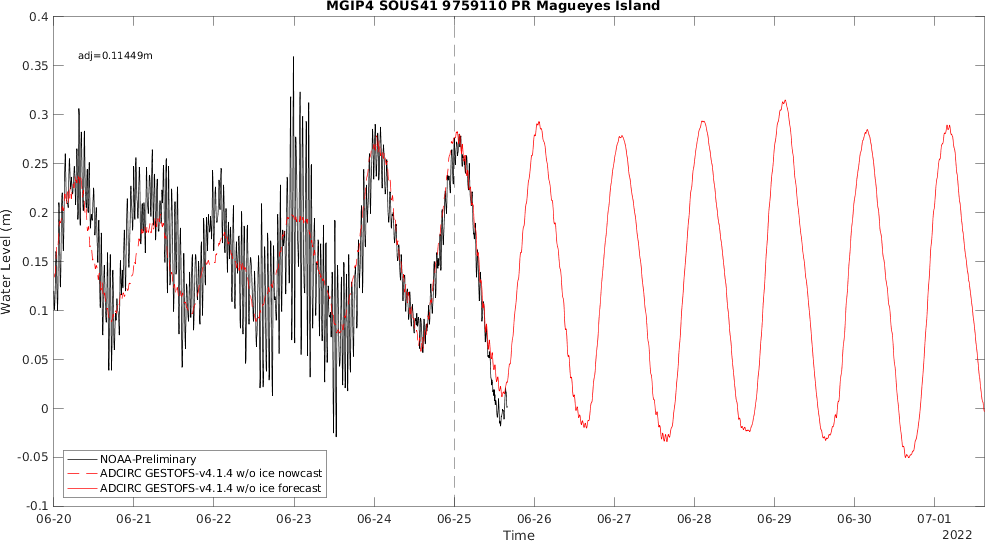 MGIP4 SOUS41 9759110 PR Magueyes Island
0.4
0.35
0.3
0.25
0.2
0.15
0.1
0.05
0
-0.05
-0.1
Water Level (m)
adj=0.11449m
NOAA-Preliminary
ADCIRC GESTOFS-v4.1.4 w/o ice nowcast
ADCIRC GESTOFS-v4.1.4 w/o ice forecast
06-20 06-21 06-22 06-23 06-24 06-25 06-26 06-27 06-28 06-29 06-30 07-01
Time
2022